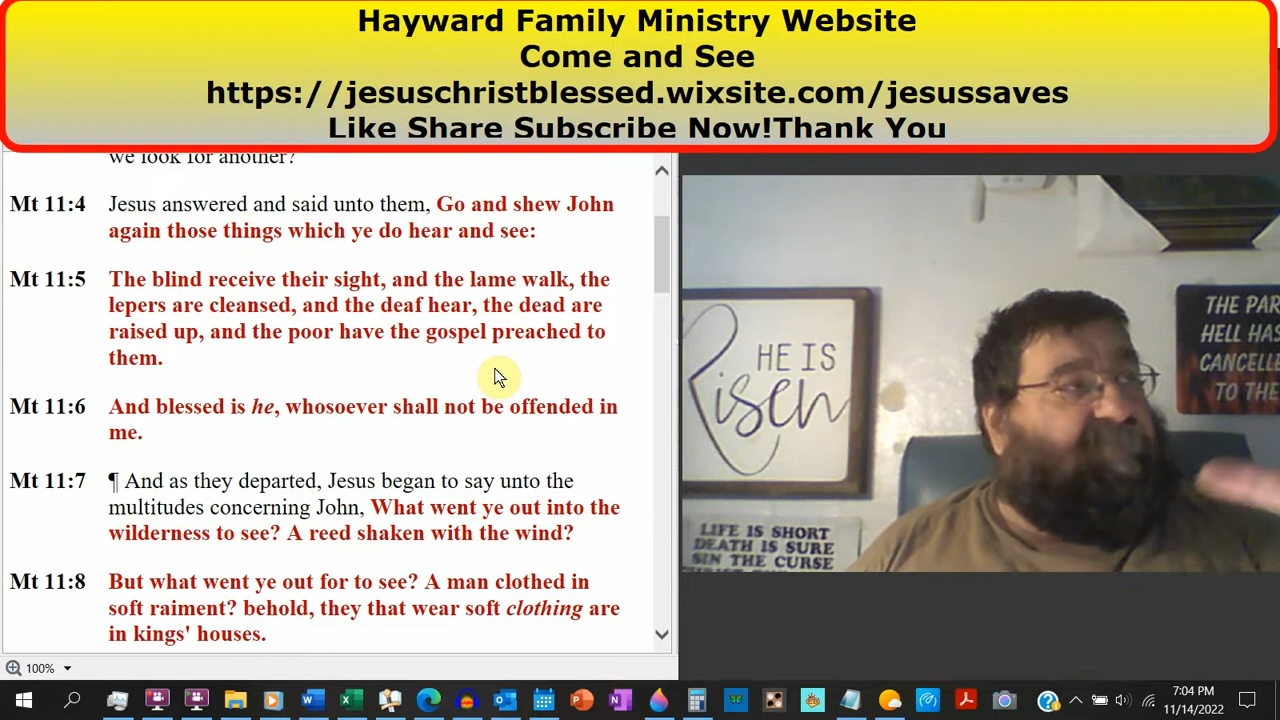 Hayward Family Ministry Website
Come and See
https://jesuschristblessed.wixsite.com/jesussaves
Like Share Subscribe Now!Thank You
we look for another?
Mt 11:4 Jesus answered and said unto them, Go and shew John
again those things which ye do hear and see:
Mt 11:5 The blind receive their sight, and the lame walk, the
lepers are cleansed, and the deaf hear, the dead are
raised up, and the poor have the gospel preached to
them.
Mt 11:6 And blessed is he, whosoever shall not be offended in
me.
Mt 11:7 ¶ And as they departed, Jesus began to say unto the
multitudes concerning John, What went ye out into the
wilderness to see? A reed shaken with the wind?
Mt 11:8 But what went ye out for to see? A man clothed in
soft raiment? behold, they that wear soft clothing are
in kings' houses.
HE IS
Risen
THE PAR
HELL HAS
CANCELLE
TO THE
LIFE IS SHORT
DEATH IS SURE
SIN THE CURSE
100%
7:04 PM
11/14/2022